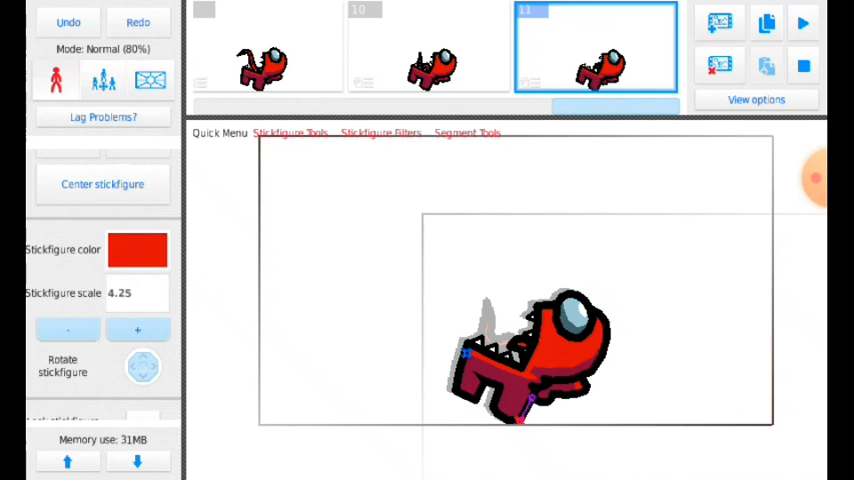 Undo Redo
Mode: Normal (80%)
Lag Problems?
Center stickfigure
Stickfigure color
Stickfigure scale 4.25
- +
Rotate
stickfigure
Memory use: 31MB
10 11
View options
Quick Menu Stickfigure Tools Stickfigure Filters Segment Tools